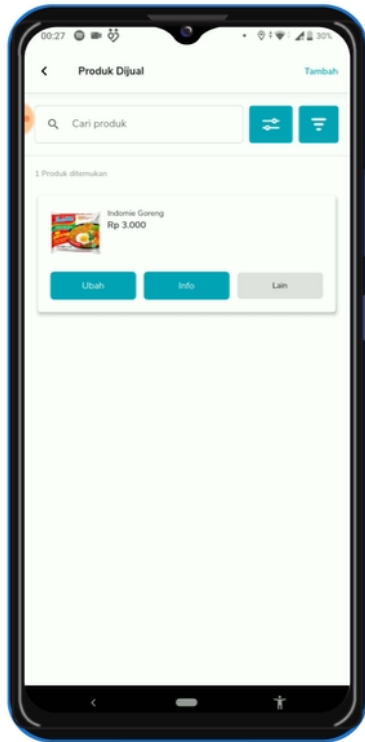 00:27
30%
Produk Dijual
Tambah
Cari produk
1 Produk ditemukan
Indomie Goreng
Rp 3.000
Ubah
Info
Lain